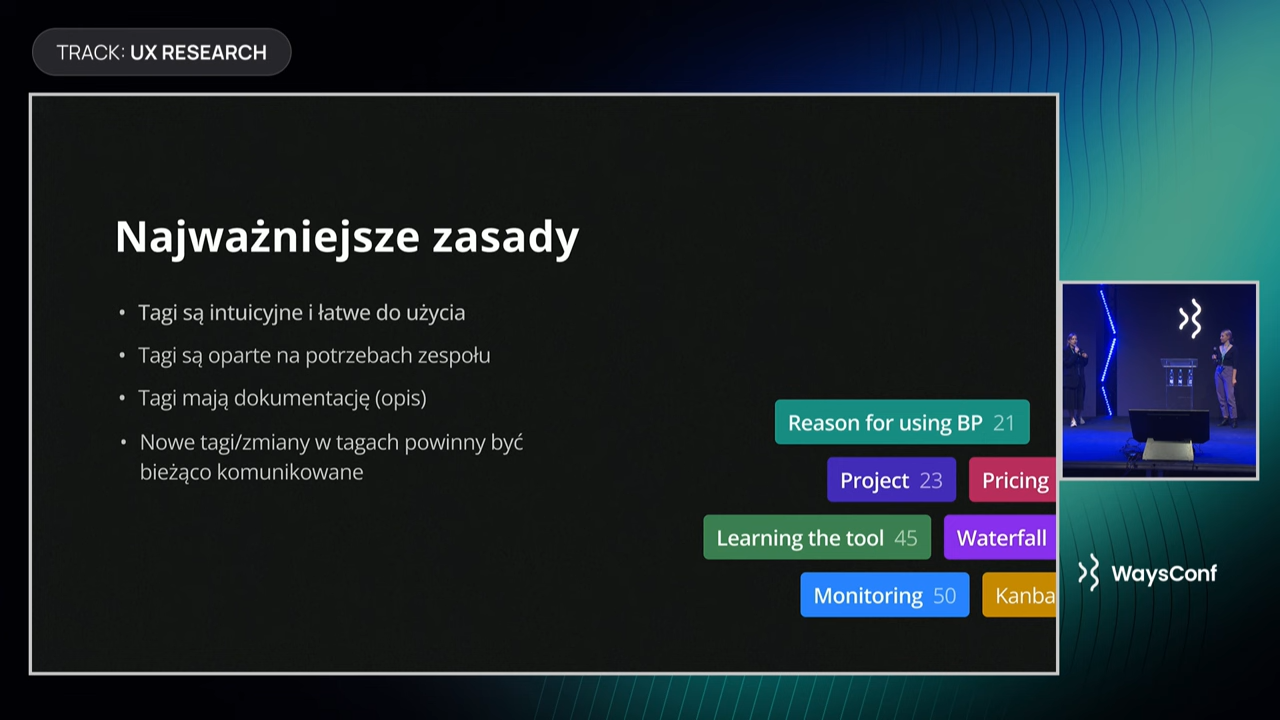 TRACK: UX RESEARCH
Najważniejsze zasady
• Tagi są intuicyjne i łatwe do użycia
• Tagi są oparte na potrzebach zespołu
• Tagi mają dokumentację (opis)
• Nowe tagi/zmiany w tagach powinny być
bieżąco komunikowane
Reason for using BP 21
Project 23
Pricing
Learning the tool 45
Waterfall
Monitoring 50
Kanba
WaysConf